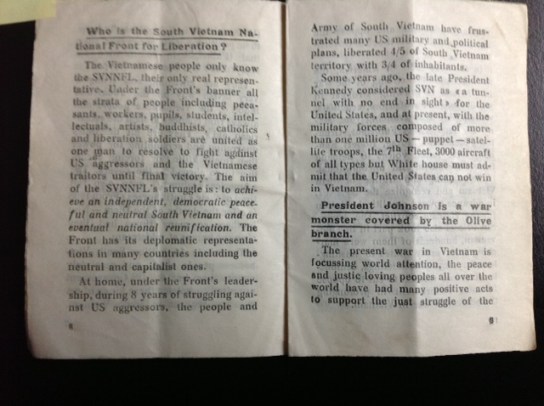 Who is the South Vietnam Na-
tional Front for Liberation?
The Vietnamese people only know
the SVNNFL, their only real represen-
tative. Under the Front's banner all
the strata of people including peea-
sants, workers, pupils, students, intel-
lectuals, artists, buddhists, catholics
and liberation soldiers are united as
one man to resolve to fight against
US aggressors and the Vietnamese
traitors until final victory. The aim
of the SVNNFL's struggle is: to achi-
eve an independent, democratic peace-
ful and neutral South Vietnam and an
eventual national reunification. The
Front has its deplomatic representa-
tions in many countries including the
neutral and capitalist ones.
At home, under the Front's leader-
ship, during 8 years of struggling agai-
nst US aggressors, the people and
Army of South Vietnam have frus-
trated many US military and political
plans, liberated 4/5 of South Vietnam
territory with 3/4 of inhabitants.
Some years ago, the late President
Kennedy considered SVN as «a tun-
nel with no end in sight» for the
United States, and at present, with the
military forces composed of more
than one million US — puppet — satel-
lite troops, the 7th Fleet, 3000 aircraft
of all types but White house must ad-
mit that the United States can not win
in Vietnam.
President Johnson is a war
monster covered by the Olive
branch.
The present war in Vietnam is
focussing world attention, the peace
and justic loving peoples all over the
world have had many positive acts
to support the just struggle of the